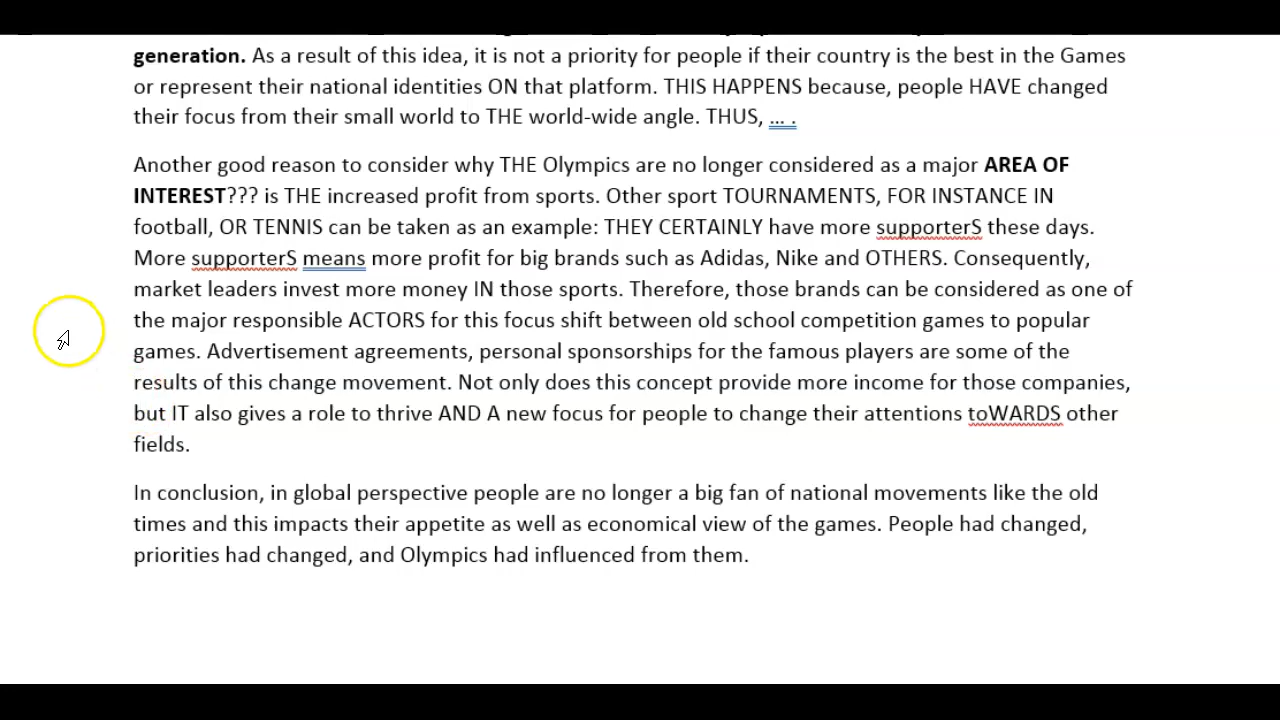 generation. As a result of this idea, it is not a priority for people if their country is the best in the Games
or represent their national identities ON that platform. THIS HAPPENS because, people HAVE changed
their focus from their small world to THE world-wide angle. THUS, … .
Another good reason to consider why THE Olympics are no longer considered as a major AREA OF
INTEREST??? is THE increased profit from sports. Other sport TOURNAMENTS, FOR INSTANCE IN
football, OR TENNIS can be taken as an example: THEY CERTAINLY have more supporterS these days.
More supporterS means more profit for big brands such as Adidas, Nike and OTHERS. Consequently,
market leaders invest more money IN those sports. Therefore, those brands can be considered as one of
the major responsible ACTORS for this focus shift between old school competition games to popular
games. Advertisement agreements, personal sponsorships for the famous players are some of the
results of this change movement. Not only does this concept provide more income for those companies,
but IT also gives a role to thrive AND A new focus for people to change their attentions toWARDS other
fields.
In conclusion, in global perspective people are no longer a big fan of national movements like the old
times and this impacts their appetite as well as economical view of the games. People had changed,
priorities had changed, and Olympics had influenced from them.